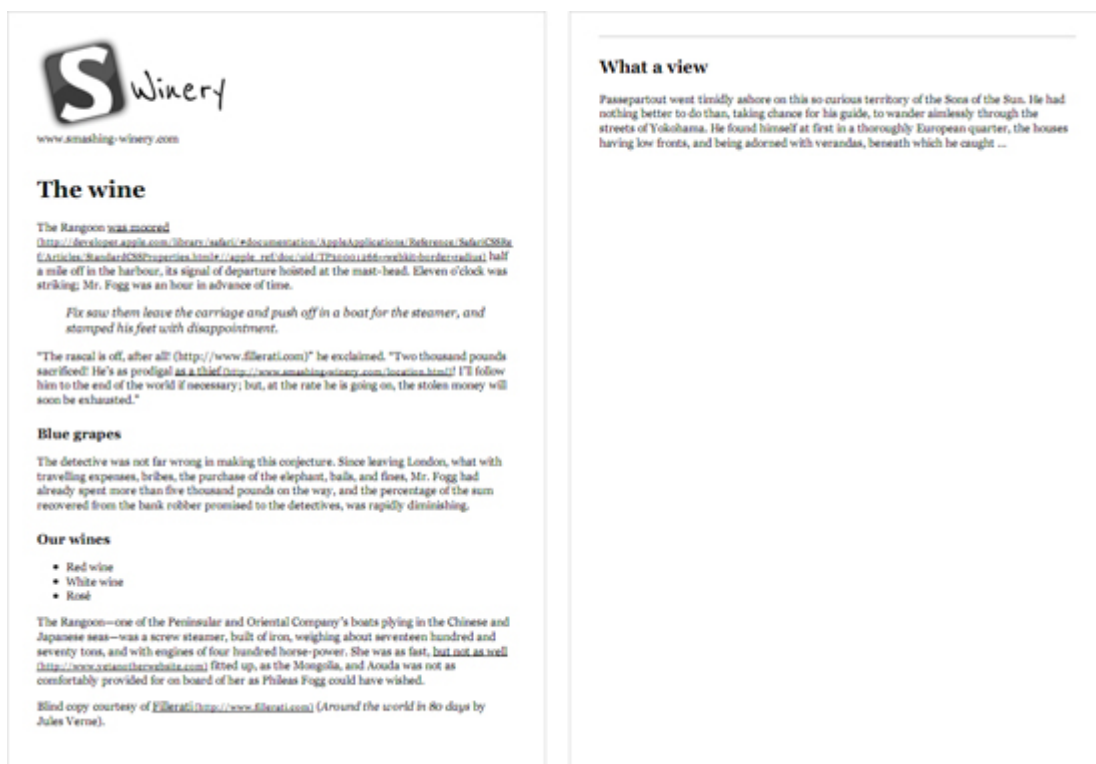 S Winery
www.smashing-winery.com
The wine
The Rangoon was moored
(http://developer.apple.com/library/safari/#documentation/AppleApplications/Reference/SafariCSSRe
f/Articles/StandardCSSProperties.html#//apple_ref/doc/uid/TP30001266-webkit-border-radius) half
a mile off in the harbour, its signal of departure hoisted at the mast-head. Eleven o'clock was
striking; Mr. Fogg was an hour in advance of time.
Fix saw them leave the carriage and push off in a boat for the steamer, and
stamped his feet with disappointment.
"The rascal is off, after all! (http://www.fillerati.com)" he exclaimed. "Two thousand pounds
sacrificed! He's as prodigal as a thief (http://www.smashing-winery.com/location.html)! I'll follow
him to the end of the world if necessary; but, at the rate he is going on, the stolen money will
soon be exhausted."
Blue grapes
The detective was not far wrong in making this conjecture. Since leaving London, what with
travelling expenses, bribes, the purchase of the elephant, bails, and fines, Mr. Fogg had
already spent more than five thousand pounds on the way, and the percentage of the sum
recovered from the bank robber promised to the detectives, was rapidly diminishing.
Our wines
• Red wine
• White wine
• Rosé
The Rangoon—one of the Peninsular and Oriental Company's boats plying in the Chinese and
Japanese seas—was a screw steamer, built of iron, weighing about seventeen hundred and
seventy tons, and with engines of four hundred horse-power. She was as fast, but not as well
(http://www.yetanotherwebsite.com) fitted up, as the Mongolia, and Aouda was not as
comfortably provided for on board of her as Phileas Fogg could have wished.
Blind copy courtesy of Fillerati (http://www.fillerati.com) (Around the world in 80 days by
Jules Verne).
What a view
Passepartout went timidly ashore on this so curious territory of the Sons of the Sun. He had
nothing better to do than, taking chance for his guide, to wander aimlessly through the
streets of Yokohama. He found himself at first in a thoroughly European quarter, the houses
having low fronts, and being adorned with verandas, beneath which he caught ...